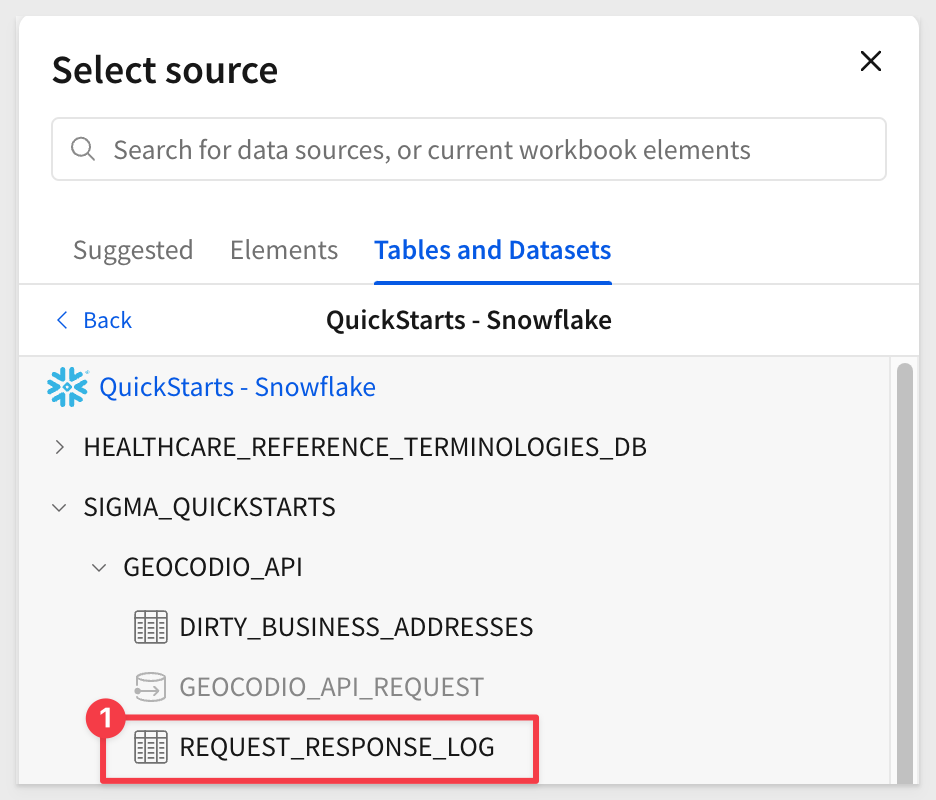 Select source
Search for data sources, or current workbook elements
Suggested Elements Tables and Datasets
Back QuickStarts - Snowflake
QuickStarts - Snowflake
HEALTHCARE_REFERENCE_TERMINOLOGIES_DB
SIGMA_QUICKSTARTS
GEOCODIO_API
DIRTY_BUSINESS_ADDRESSES
GEOCODIO_API_REQUEST
1
REQUEST_RESPONSE_LOG